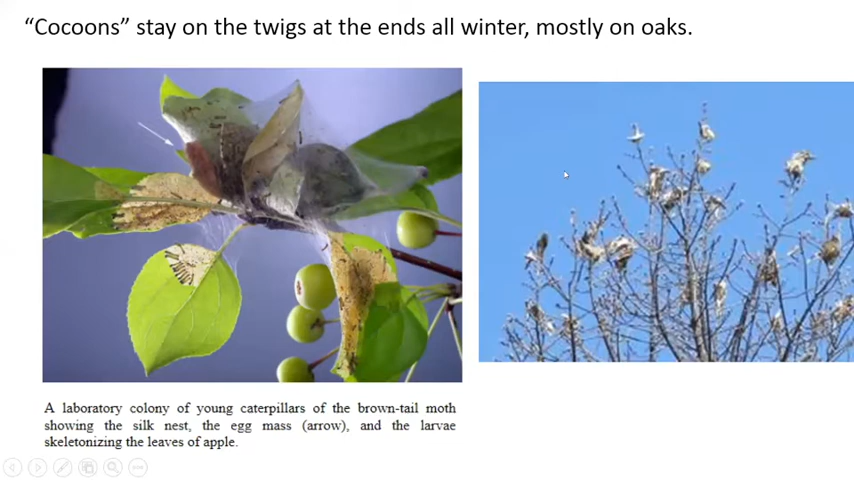 “Cocoons” stay on the twigs at the ends all winter, mostly on oaks.
A laboratory colony of young caterpillars of the brown-tail moth
showing the silk nest, the egg mass (arrow), and the larvae
skeletonizing the leaves of apple.